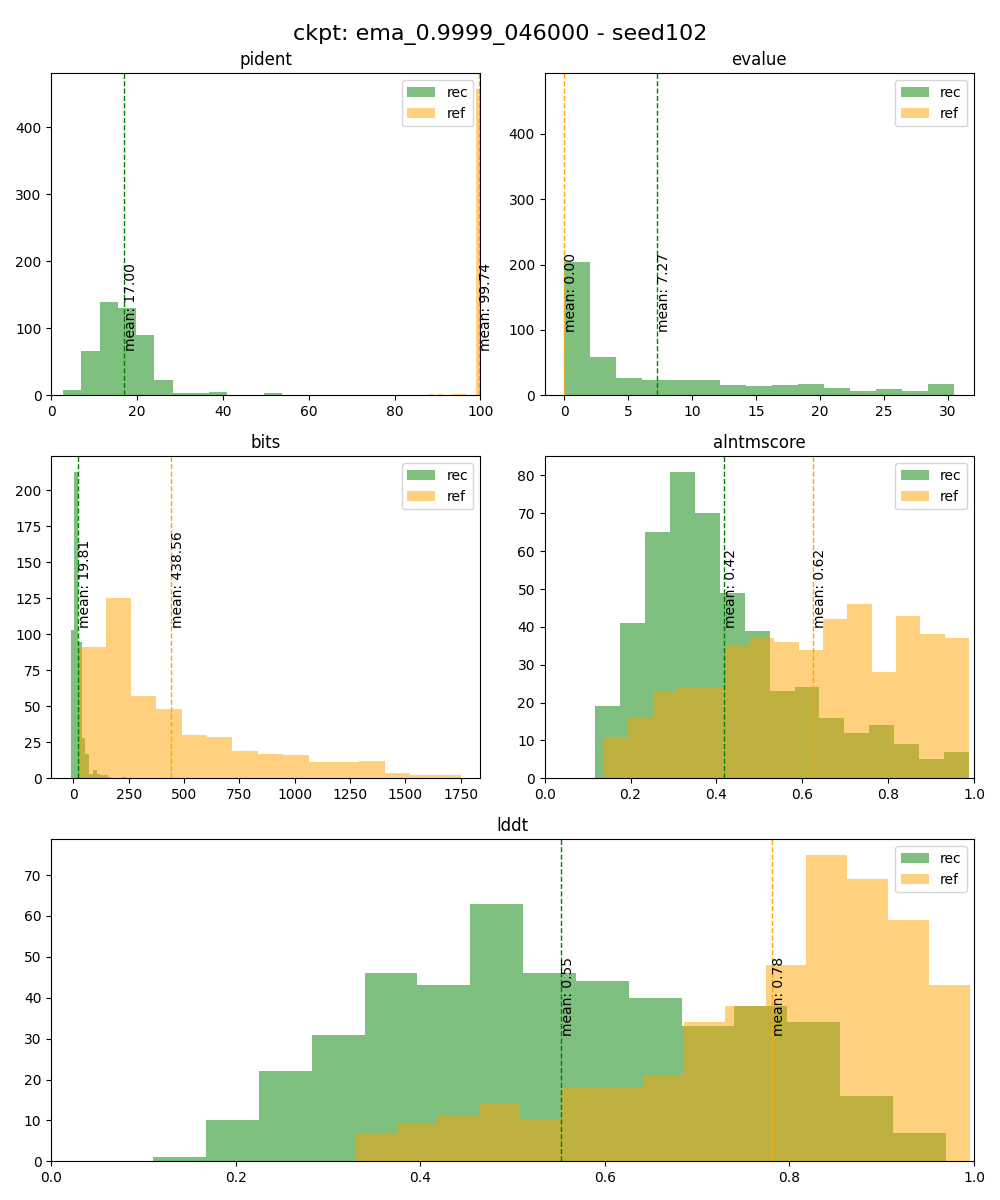 ckpt: ema_0.9999_046000 - seed102
pident
rec
ref
400
300
200
100
0
mean: 17.00
mean: 99.74
0 20 40 60 80 100
evalue
rec
ref
400
300
200
100
0
mean: 0.00
mean: 7.27
0 5 10 15 20 25 30
bits
rec
ref
200
175
150
125
100
75
50
25
0
mean: 19.81
mean: 438.56
0 250 500 750 1000 1250 1500 1750
alntmscore
rec
ref
80
70
60
50
40
30
20
10
0
mean: 0.42
mean: 0.62
0.0 0.2 0.4 0.6 0.8 1.0
lddt
rec
ref
70
60
50
40
30
20
10
0
mean: 0.55
mean: 0.78
0.0 0.2 0.4 0.6 0.8 1.0